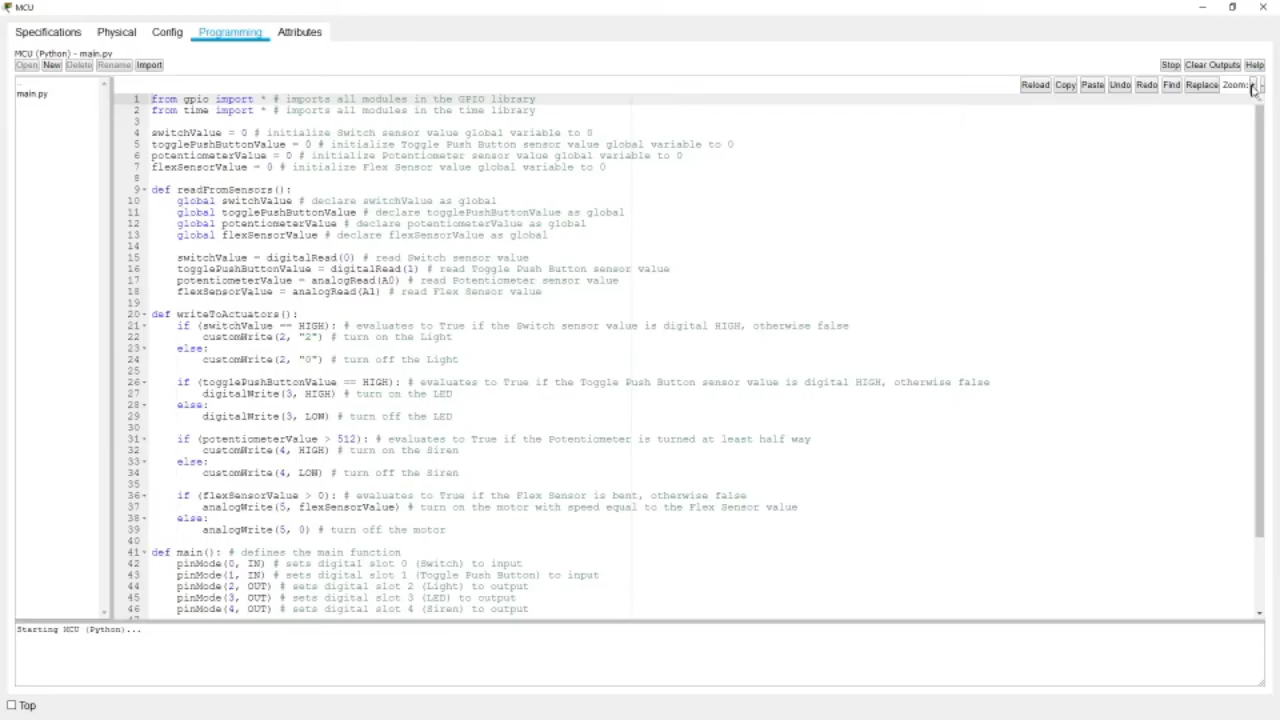 MCU
Specifications Physical Config Programming Attributes
MCU (Python) - main.py
Open New Delete Rename Import Stop Clear Outputs Help
Reload Copy Paste Undo Redo Find Replace Zoom:
..
main.py
1 from gpio import * # imports all modules in the GPIO library
2 from time import * # imports all modules in the time library
3
4 switchValue = 0 # initialize Switch sensor value global variable to 0
5 togglePushButtonValue = 0 # initialize Toggle Push Button sensor value global variable to 0
6 potentiometerValue = 0 # initialize Potentiometer sensor value global variable to 0
7 flexSensorValue = 0 # initialize Flex Sensor value global variable to 0
8
9 def readFromSensors():
10 global switchValue # declare switchValue as global
11 global togglePushButtonValue # declare togglePushButtonValue as global
12 global potentiometerValue # declare potentiometerValue as global
13 global flexSensorValue # declare flexSensorValue as global
14
15 switchValue = digitalRead(0) # read Switch sensor value
16 togglePushButtonValue = digitalRead(1) # read Toggle Push Button sensor value
17 potentiometerValue = analogRead(A0) # read Potentiometer sensor value
18 flexSensorValue = analogRead(A1) # read Flex Sensor value
19
20 def writeToActuators():
21 if (switchValue == HIGH): # evaluates to True if the Switch sensor value is digital HIGH, otherwise false
22 customWrite(2, "2") # turn on the Light
23 else:
24 customWrite(2, "0") # turn off the Light
25
26 if (togglePushButtonValue == HIGH): # evaluates to True if the Toggle Push Button sensor value is digital HIGH, otherwise false
27 digitalWrite(3, HIGH) # turn on the LED
28 else:
29 digitalWrite(3, LOW) # turn off the LED
30
31 if (potentiometerValue > 512): # evaluates to True if the Potentiometer is turned at least half way
32 customWrite(4, HIGH) # turn on the Siren
33 else:
34 customWrite(4, LOW) # turn off the Siren
35
36 if (flexSensorValue > 0): # evaluates to True if the Flex Sensor is bent, otherwise false
37 analogWrite(5, flexSensorValue) # turn on the motor with speed equal to the Flex Sensor value
38 else:
39 analogWrite(5, 0) # turn off the motor
40
41 def main(): # defines the main function
42 pinMode(0, IN) # sets digital slot 0 (Switch) to input
43 pinMode(1, IN) # sets digital slot 1 (Toggle Push Button) to input
44 pinMode(2, OUT) # sets digital slot 2 (Light) to output
45 pinMode(3, OUT) # sets digital slot 3 (LED) to output
46 pinMode(4, OUT) # sets digital slot 4 (Siren) to output
Starting MCU (Python)...
Top